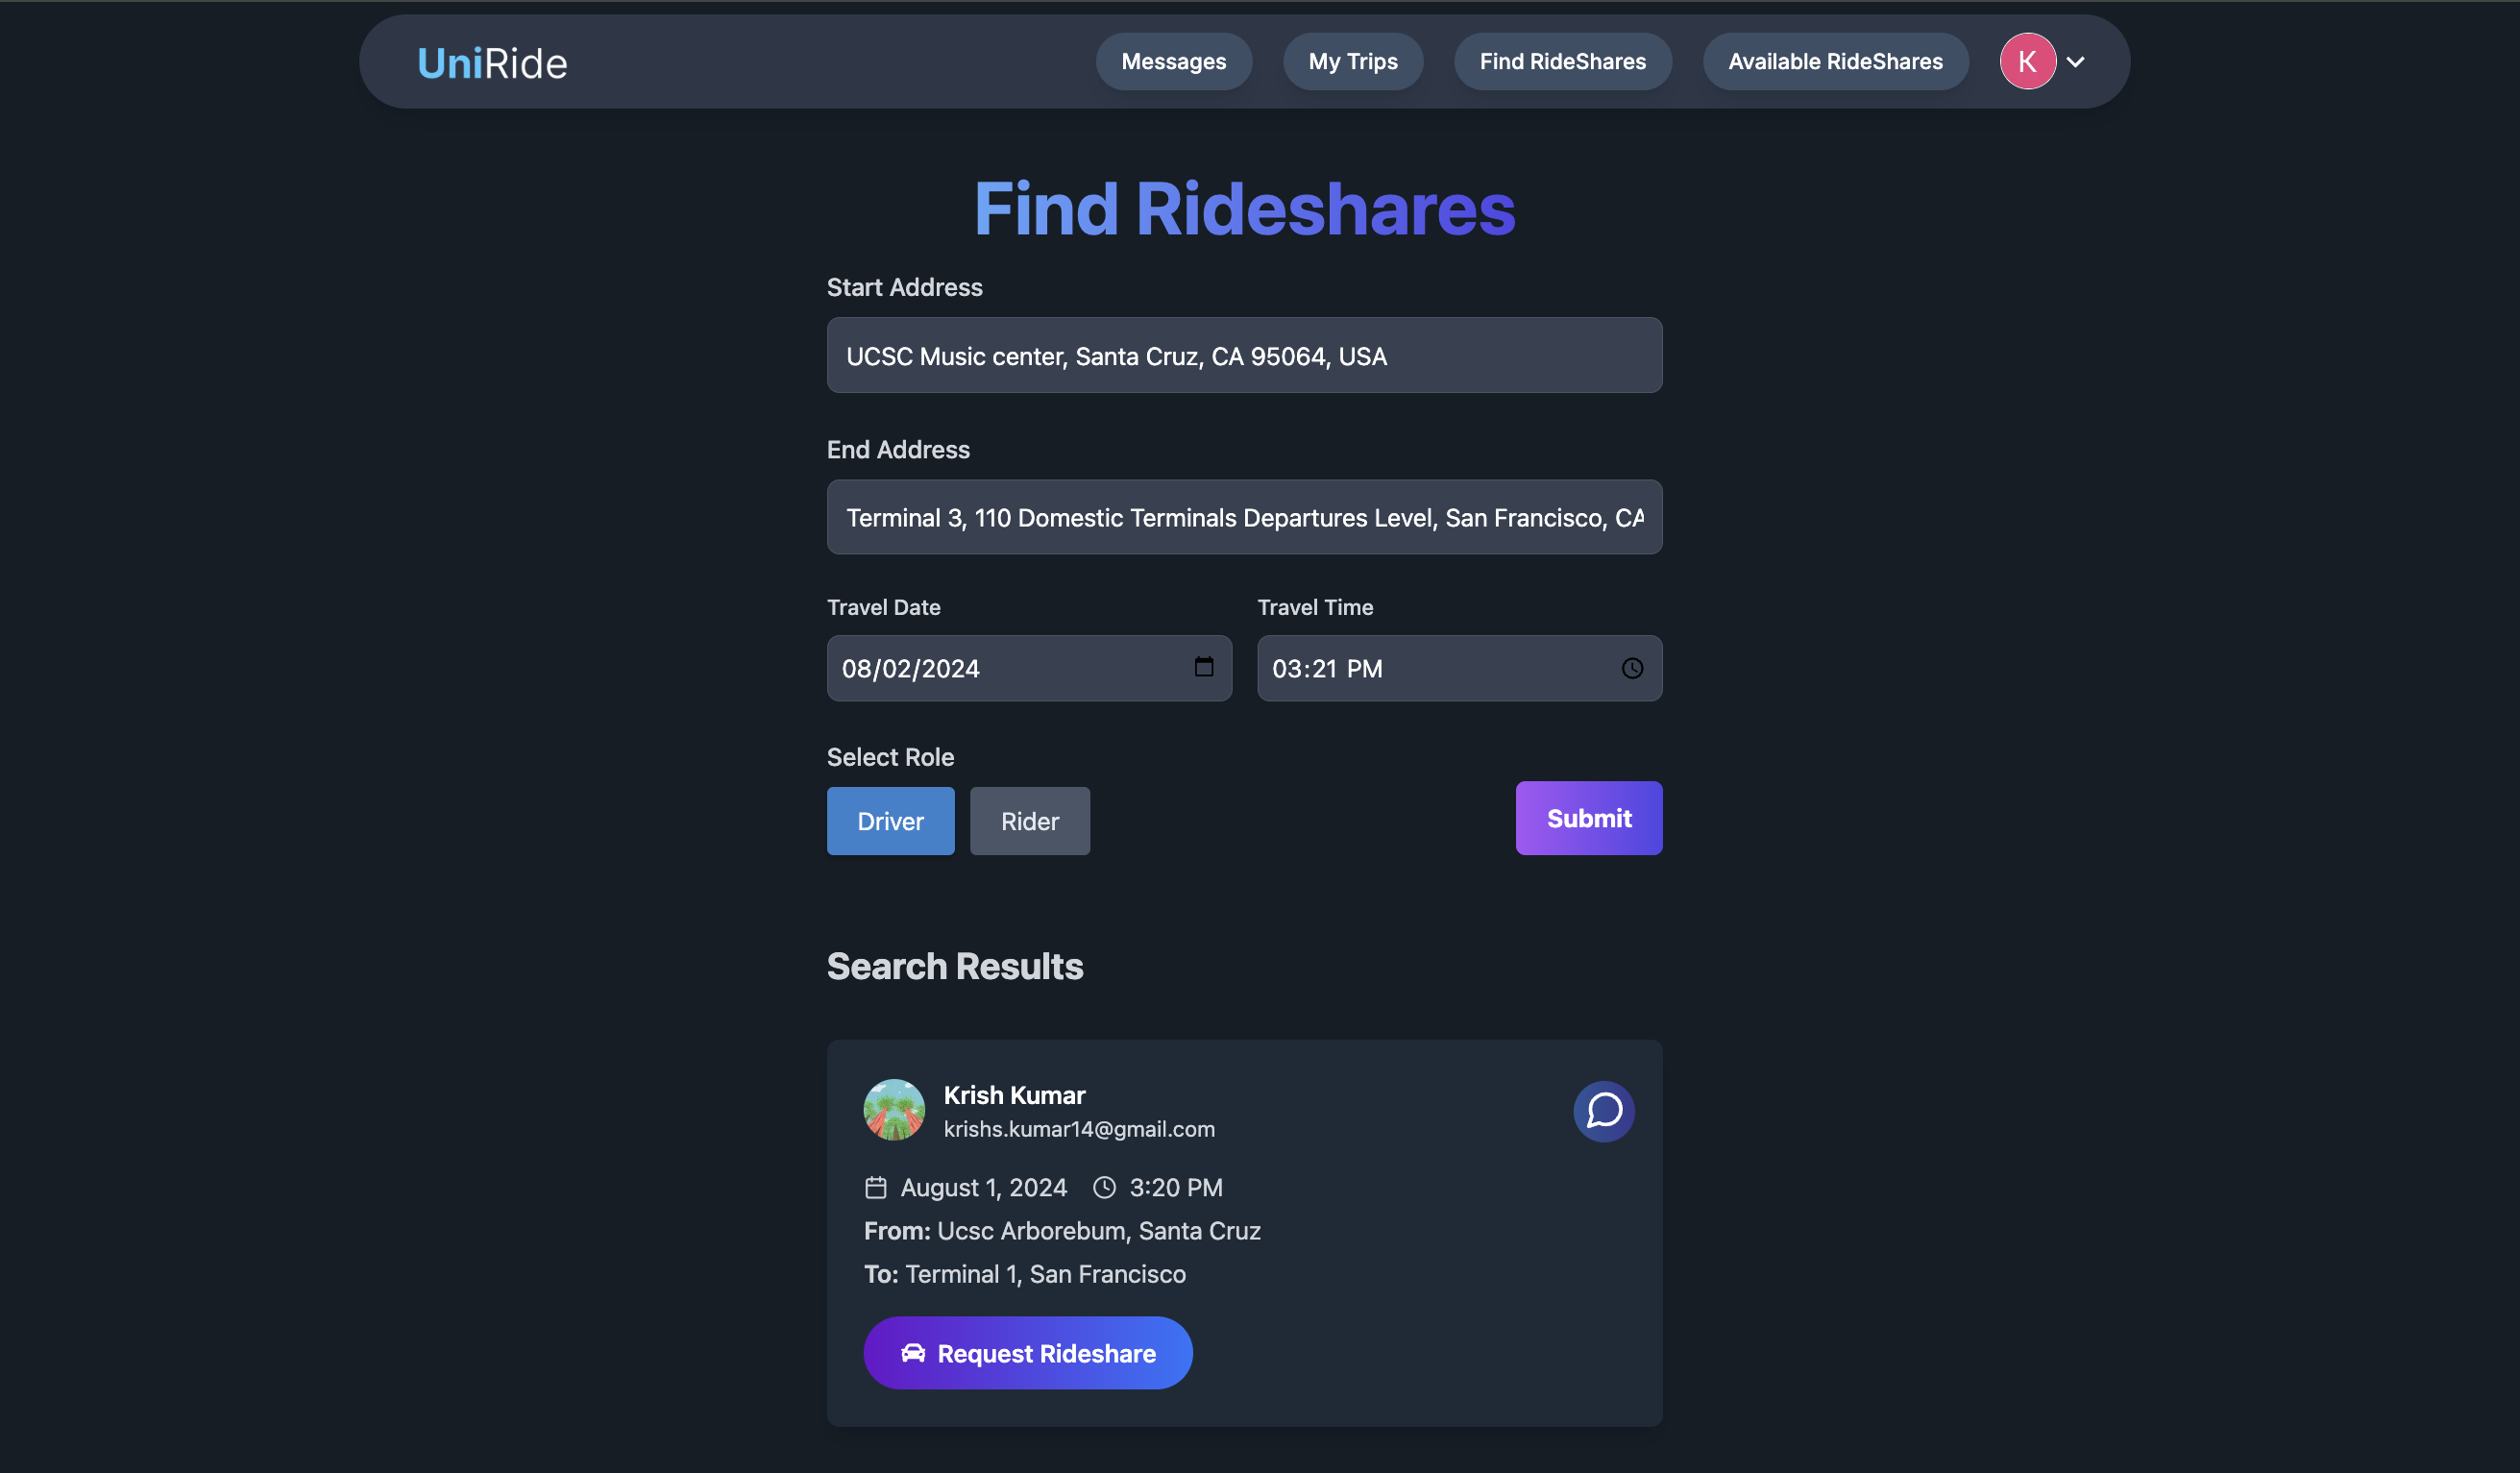 UniRide
Messages
My Trips
Find RideShares
Available RideShares
K
Find Rideshares
Start Address
UCSC Music center, Santa Cruz, CA 95064, USA
End Address
Terminal 3, 110 Domestic Terminals Departures Level, San Francisco, CA
Travel Date
Travel Time
08/02/2024
03:21 PM
Select Role
Driver
Rider
Submit
Search Results
Krish Kumar
krishs.kumar14@gmail.com
August 1, 2024
3:20 PM
From: Ucsc Arborebum, Santa Cruz
To: Terminal 1, San Francisco
Request Rideshare